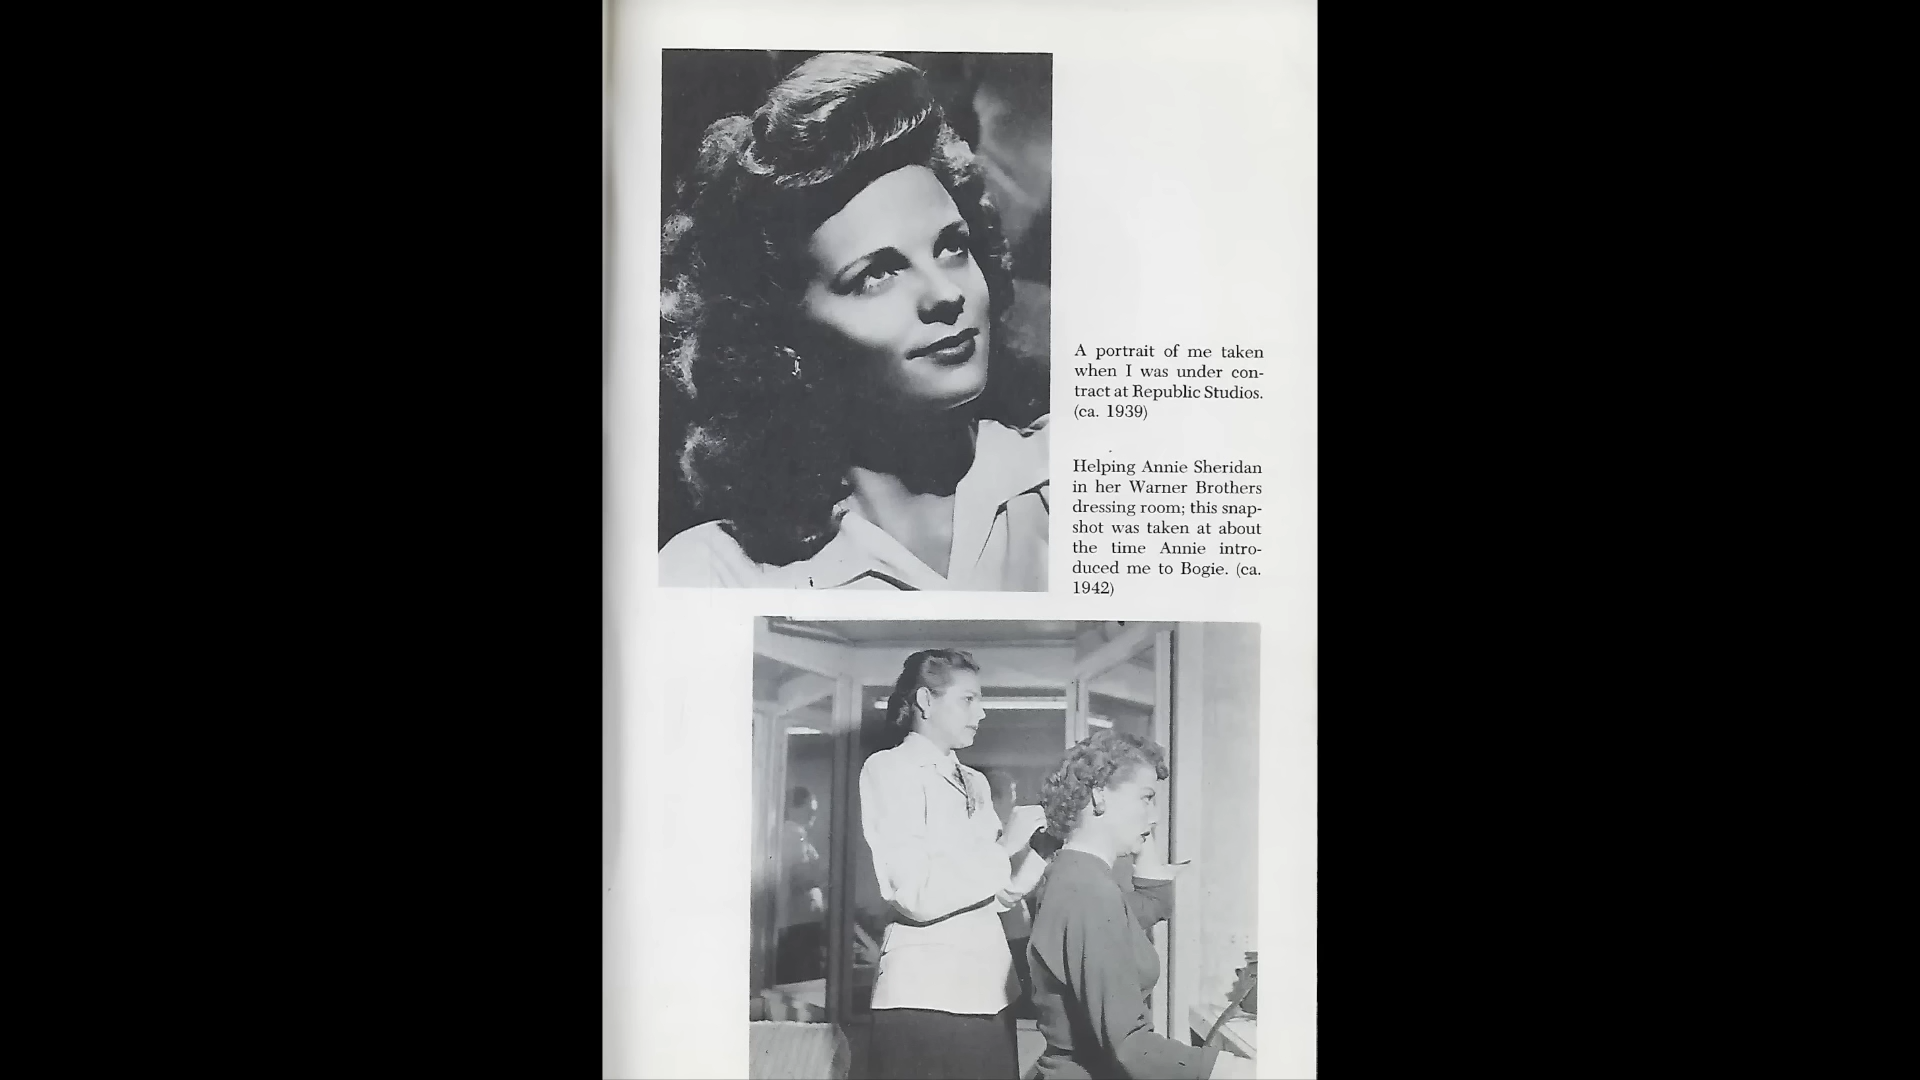 A portrait of me taken
when I was under con-
tract at Republic Studios.
(ca. 1939)
Helping Annie Sheridan
in her Warner Brothers
dressing room; this snap-
shot was taken at about
the time Annie intro-
duced me to Bogie. (ca.
1942)